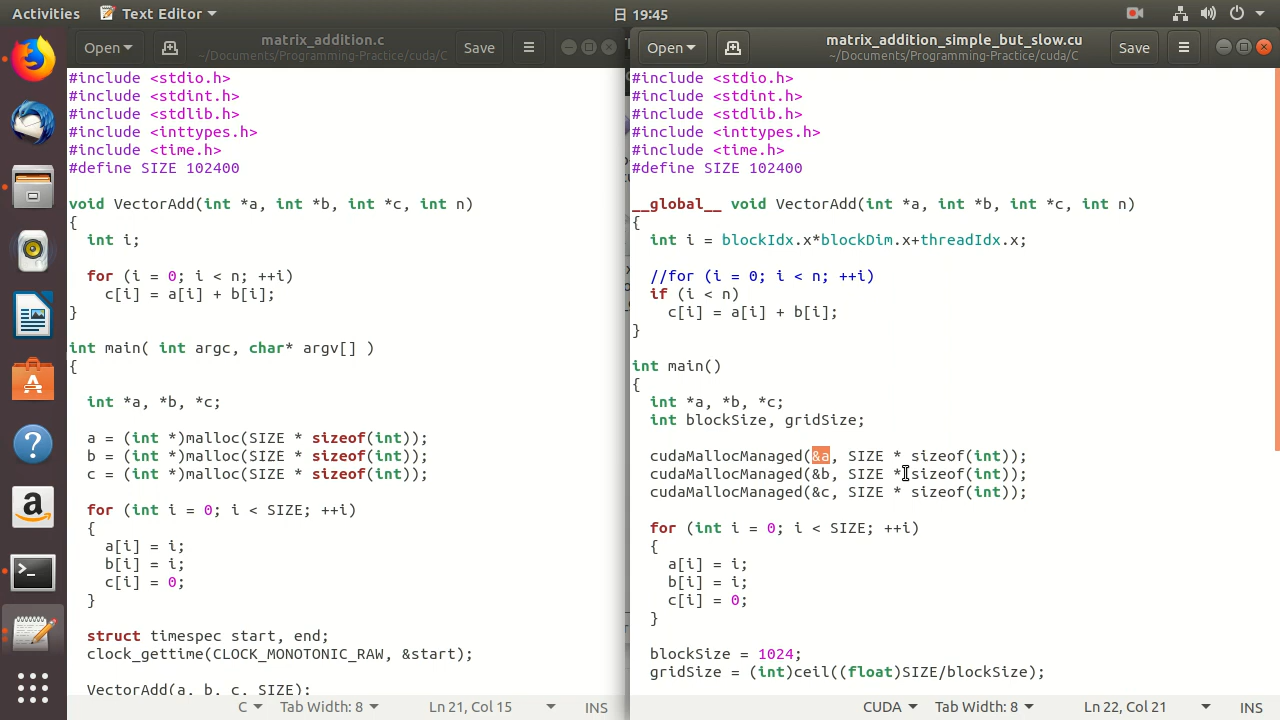 Activities Text Editor 日 19:45
Open matrix_addition.c Save
~/Documents/Programming-Practice/cuda/C
#include <stdio.h>
#include <stdint.h>
#include <stdlib.h>
#include <inttypes.h>
#include <time.h>
#define SIZE 102400
void VectorAdd(int *a, int *b, int *c, int n)
{
int i;
for (i = 0; i < n; ++i)
c[i] = a[i] + b[i];
}
int main( int argc, char* argv[] )
{
int *a, *b, *c;
a = (int *)malloc(SIZE * sizeof(int));
b = (int *)malloc(SIZE * sizeof(int));
c = (int *)malloc(SIZE * sizeof(int));
for (int i = 0; i < SIZE; ++i)
{
a[i] = i;
b[i] = i;
c[i] = 0;
}
struct timespec start, end;
clock_gettime(CLOCK_MONOTONIC_RAW, &start);
VectorAdd(a, b, c, SIZE);
C Tab Width: 8 Ln 21, Col 15 INS
Open matrix_addition_simple_but_slow.cu Save
~/Documents/Programming-Practice/cuda/C
#include <stdio.h>
#include <stdint.h>
#include <stdlib.h>
#include <inttypes.h>
#include <time.h>
#define SIZE 102400
__global__ void VectorAdd(int *a, int *b, int *c, int n)
{
int i = blockIdx.x*blockDim.x+threadIdx.x;
//for (i = 0; i < n; ++i)
if (i < n)
c[i] = a[i] + b[i];
}
int main()
{
int *a, *b, *c;
int blockSize, gridSize;
cudaMallocManaged(&a, SIZE * sizeof(int));
cudaMallocManaged(&b, SIZE * sizeof(int));
cudaMallocManaged(&c, SIZE * sizeof(int));
for (int i = 0; i < SIZE; ++i)
{
a[i] = i;
b[i] = i;
c[i] = 0;
}
blockSize = 1024;
gridSize = (int)ceil((float)SIZE/blockSize);
CUDA Tab Width: 8 Ln 22, Col 21 INS